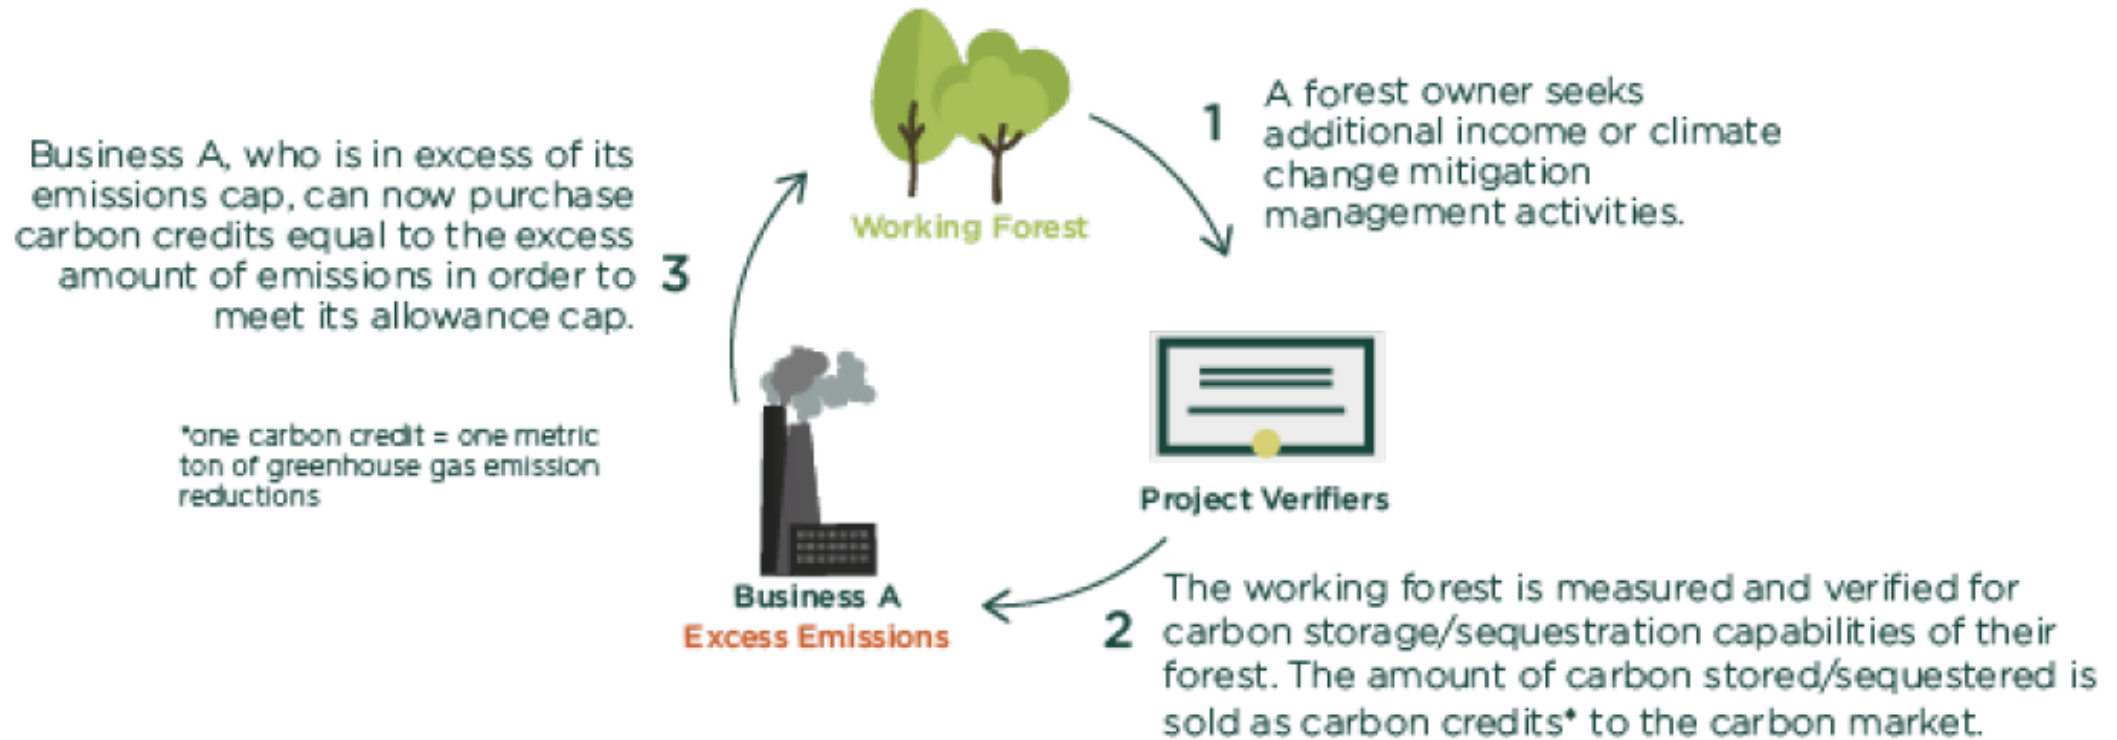 1
A forest owner seeks
additional income or climate
change mitigation
management activities.
Working Forest
Business A, who is in excess of its
emissions cap, can now purchase
carbon credits equal to the excess
amount of emissions in order to
meet its allowance cap.
3
*one carbon credit = one metric
ton of greenhouse gas emission
reductions
Project Verifiers
Business A
Excess Emissions
2
The working forest is measured and verified for
carbon storage/sequestration capabilities of their
forest. The amount of carbon stored/sequestered is
sold as carbon credits* to the carbon market.